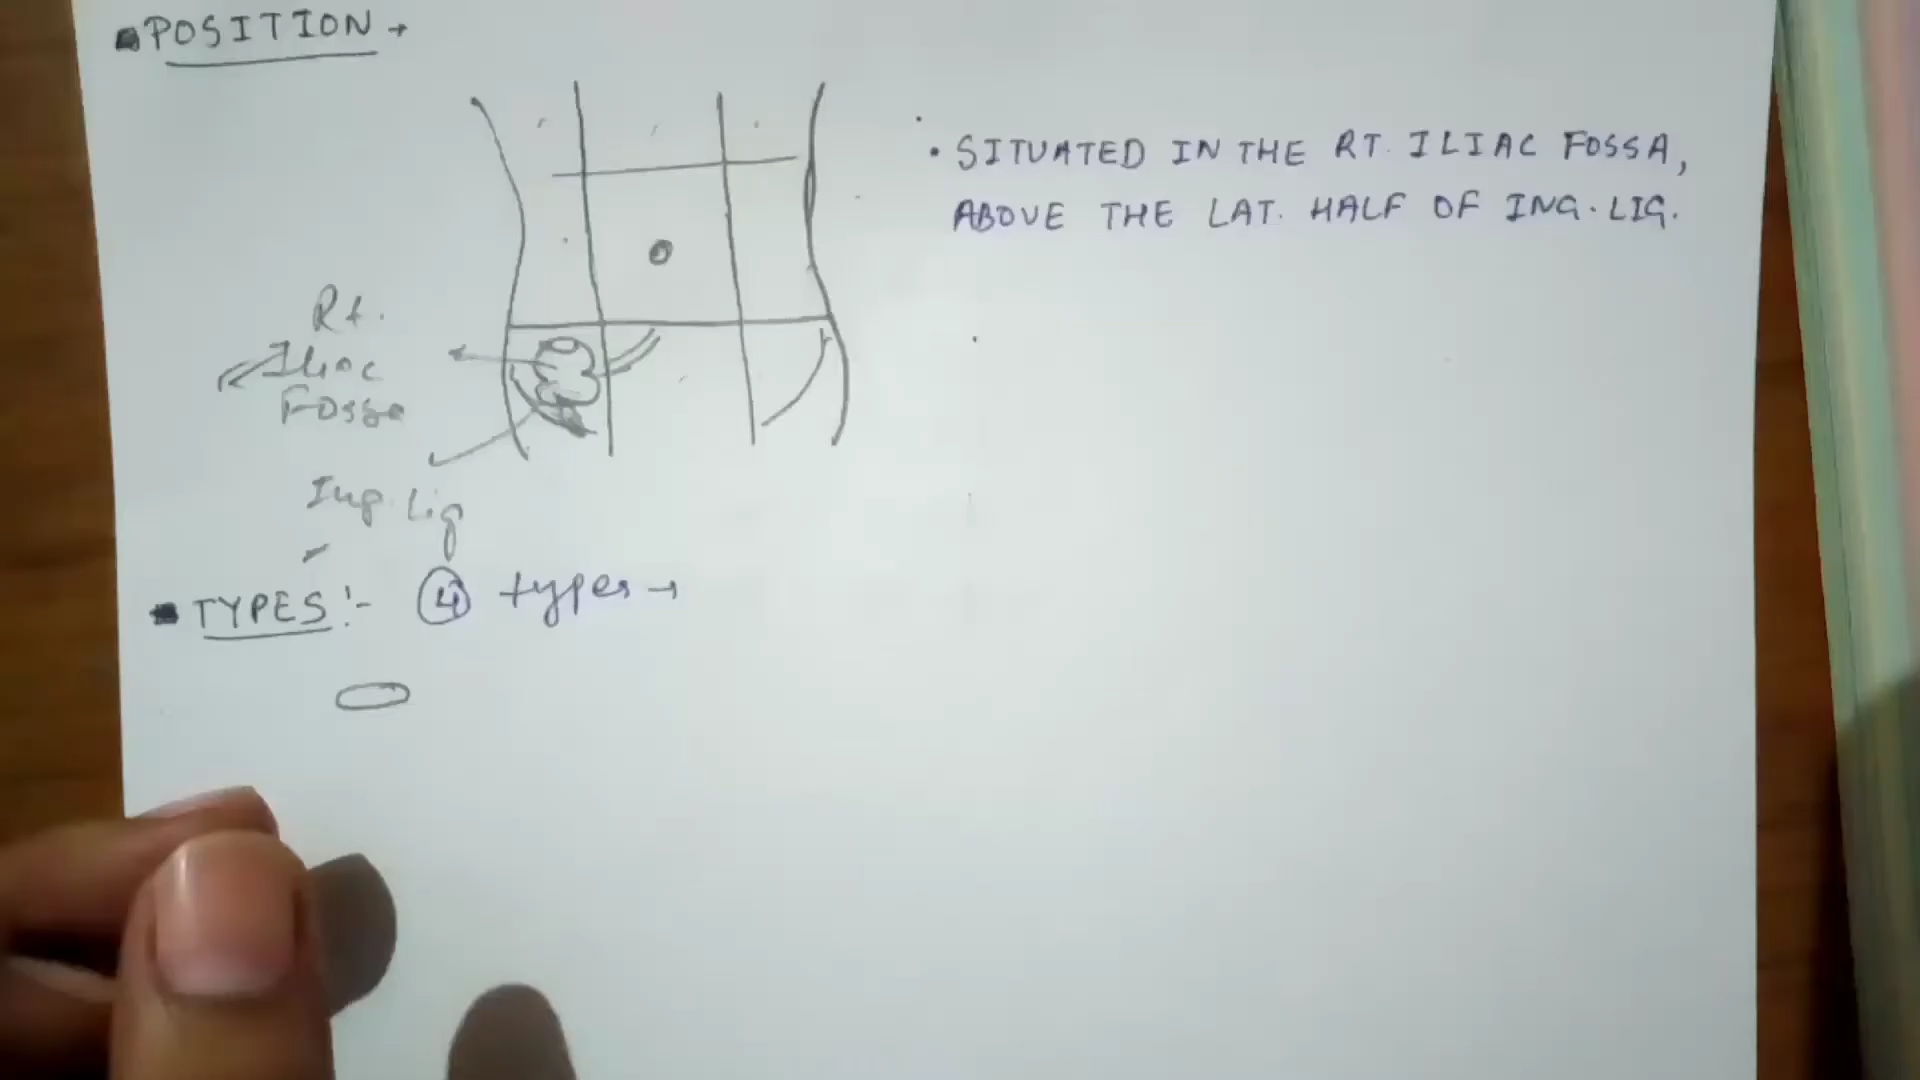 POSITION →
• SITUATED IN THE RT. ILIAC FOSSA,
ABOVE THE LAT. HALF OF ING. LIG.
Rt.
Iliac
Fossa
Ing. Lig
TYPES :- 4 types →